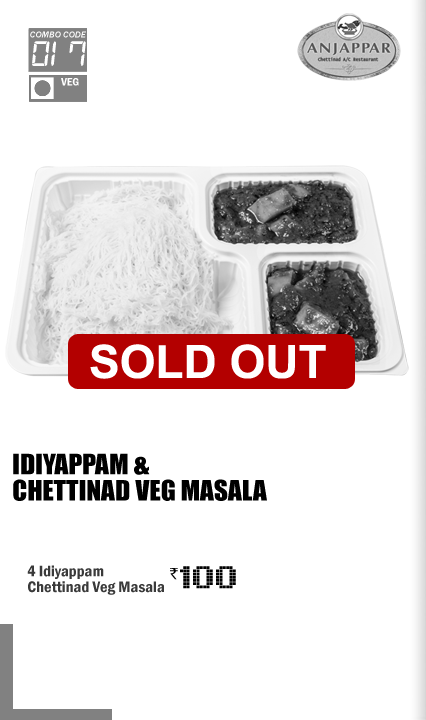 COMBO CODE
017
VEG
ANJAPPAR
Chettinad A/C Restaurant
SOLD OUT
IDIYAPPAM &
CHETTINAD VEG MASALA
4 Idiyappam
Chettinad Veg Masala ₹100